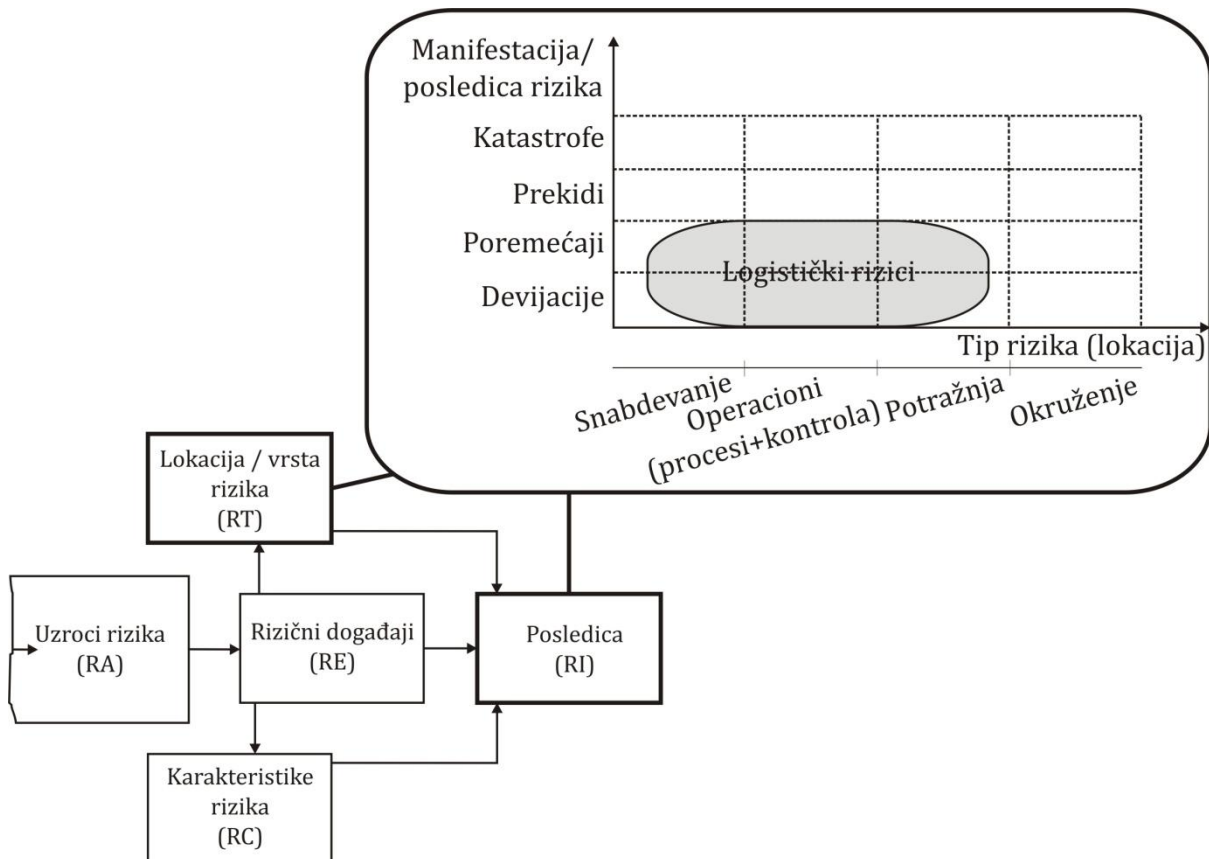 Manifestacija/
posledica rizika
Katastrofe
Prekidi
Poremećaji
Devijacije
Logistički rizici
Tip rizika (lokacija)
Snabdevanje
Operacioni
(procesi+kontrola)
Potražnja
Okruženje
Lokacija / vrsta
rizika
(RT)
Uzroci rizika
(RA)
Rizični događaji
(RE)
Posledica
(RI)
Karakteristike
rizika
(RC)